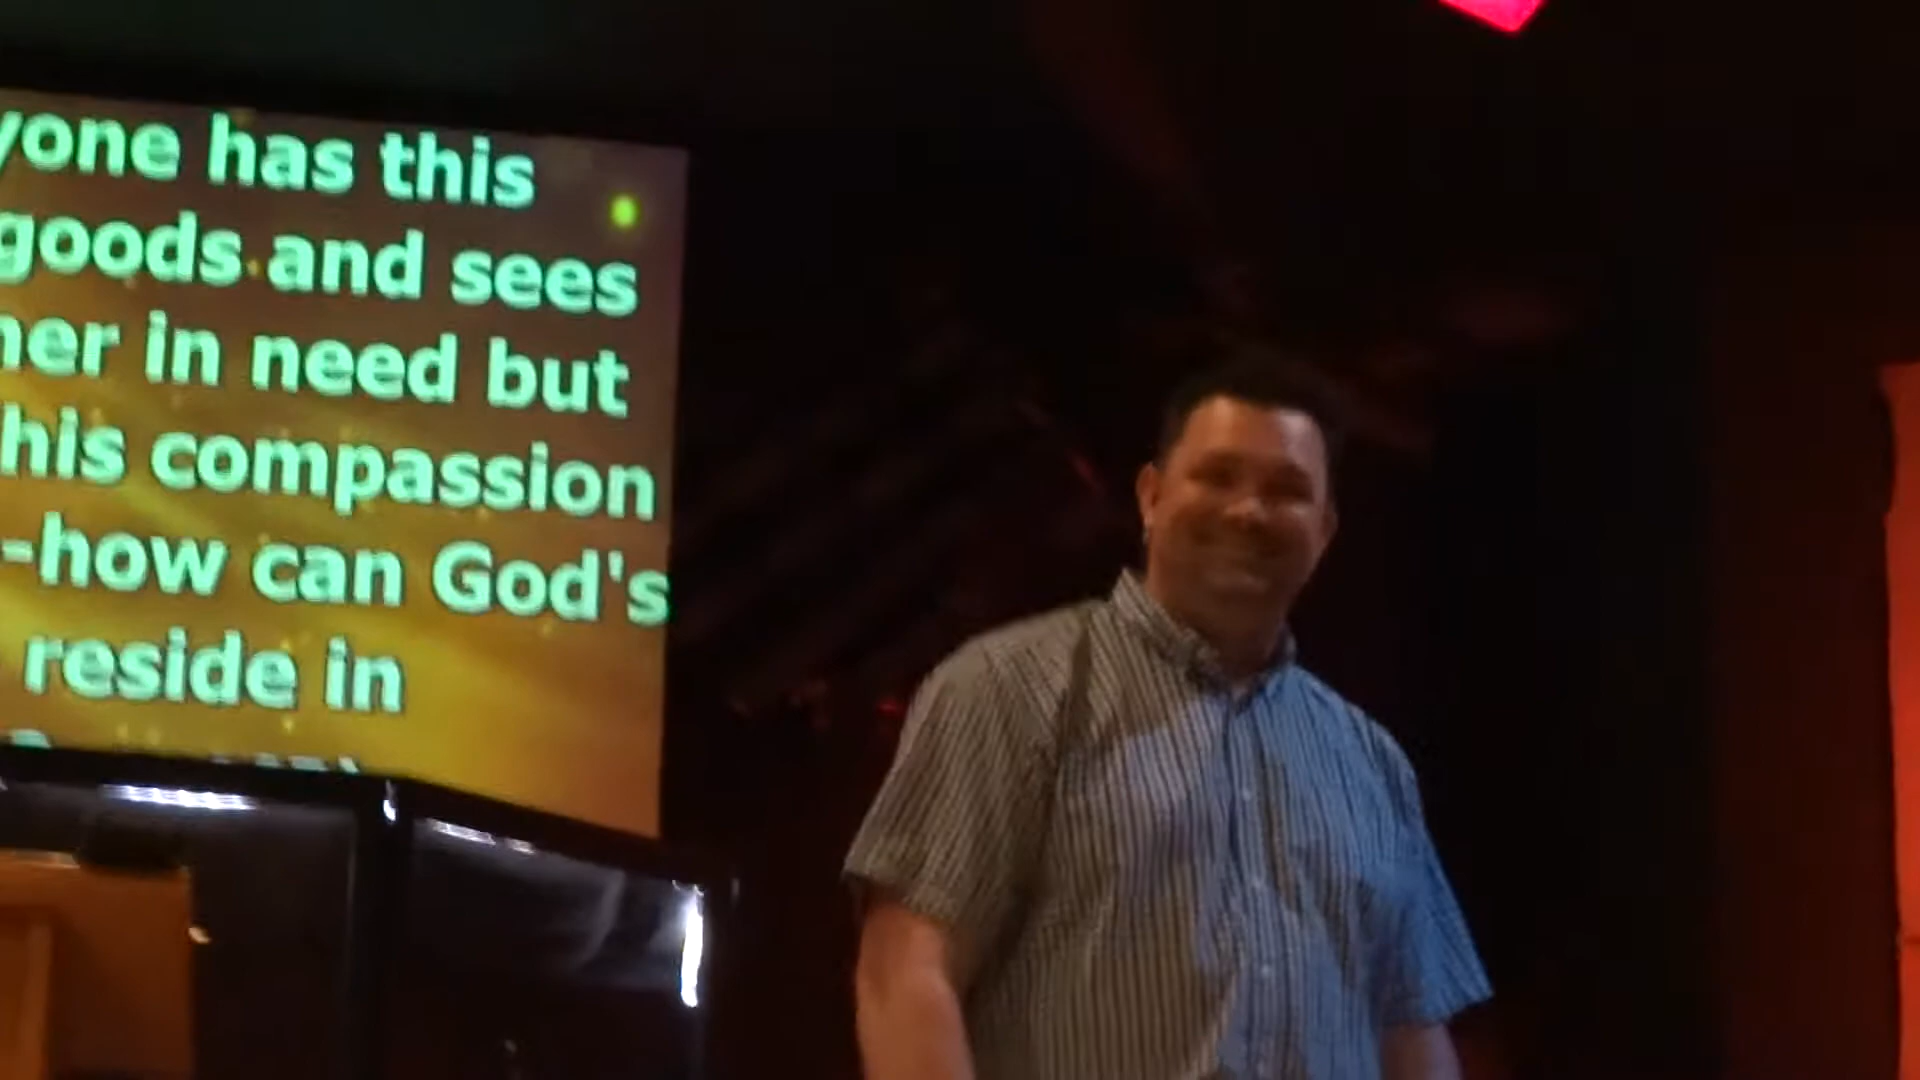 yone has this
goods and sees
her in need but
his compassion
-how can God's
reside in